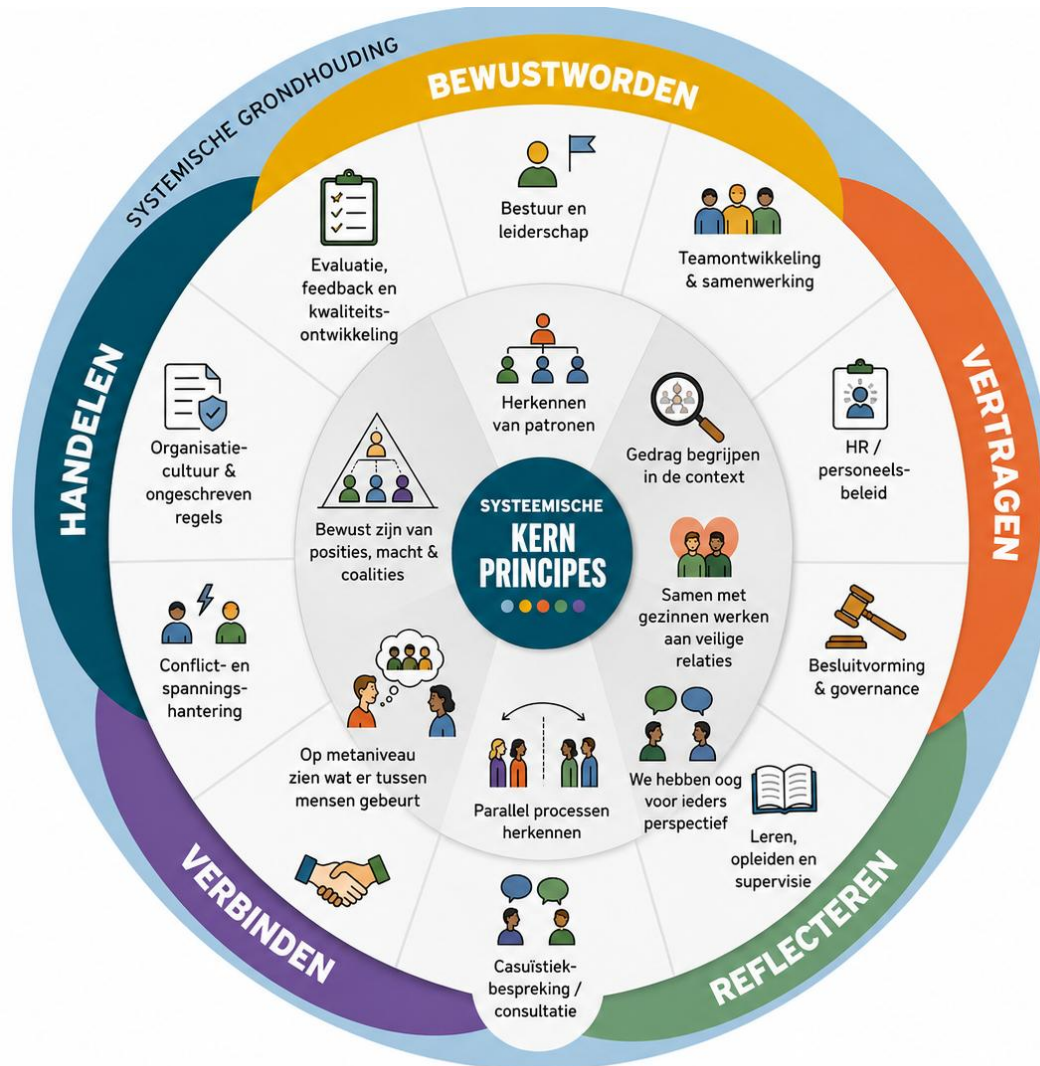 SYSTEMISCHE GRONDHOUDING
BEWUSTWORDEN
VERTRAGEN
REFLECTEREN
VERBINDEN
HANDELEN
Bestuur en
leiderschap
Teamontwikkeling
& samenwerking
HR /
personeels-
beleid
Besluitvorming
& governance
Leren,
opleiden en
supervisie
Casuïstiek-
bespreking /
consultatie
Conflict- en
spannings-
hantering
Organisatie-
cultuur &
ongeschreven
regels
Evaluatie,
feedback en
kwaliteits-
ontwikkeling
Herkennen
van patronen
Gedrag begrijpen
in de context
Samen met
gezinnen werken
aan veilige
relaties
We hebben oog
voor ieders
perspectief
Parallel processen
herkennen
Op metaniveau
zien wat er tussen
mensen gebeurt
Bewust zijn van
posities, macht &
coalities
SYSTEEMISCHE
KERN
PRINCIPES